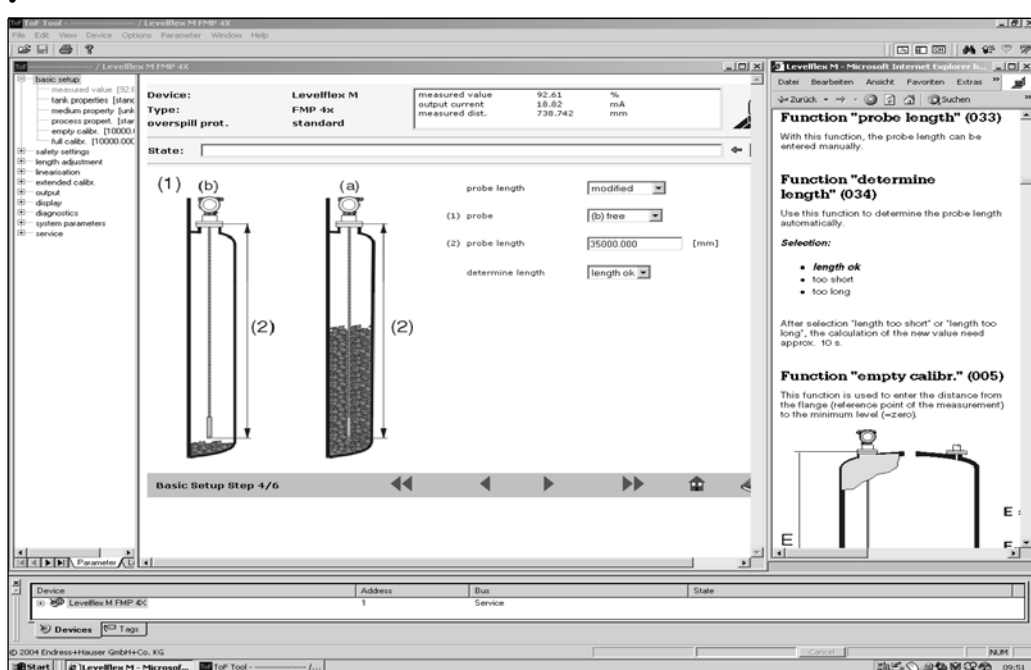 ToF Tool - --------------- / Levelflex M FMP 4X
File Edit View Device Options Parameter Window Help
--------------- / Levelflex M FMP 4X
basic setup
measured value [92.6
tank properties [stanc
medium property [unk
process propert. [star
empty calibr. [10000.
full calibr. [10000.00(
safety settings
length adjustment
linearisation
extended calibr.
output
display
diagnostics
system parameters
service
Parameter
Device: Levelflex M
Type: FMP 4x
overspill prot. standard
measured value 92.61 %
output current 18.82 mA
measured dist. 738.742 mm
State:
(1) (b) (a)
(2) (2)
probe length modified
(1) probe (b) free
(2) probe length 35000.000 [mm]
determine length length ok
Basic Setup Step 4/6
Levelflex M - Microsoft Internet Explorer b...
Datei Bearbeiten Ansicht Favoriten Extras »
Zurück Suchen »
Function "probe length" (033)
With this function, the probe length can be
entered manually.
Function "determine
length" (034)
Use this function to determine the probe length
automatically.
Selection:
• length ok
• too short
• too long
After selection "length too short" or "length too
long", the calculation of the new value need
approx. 10 s.
Function "empty calibr." (005)
This function is used to enter the distance from
the flange (reference point of the measurement)
to the minimum level (=zero).
E
E
Device Address Bus State
Levelflex M FMP 4X 1 Service
Devices Tags
© 2004 Endress+Hauser GmbH+Co. KG
Cancel NUM
Start Levelflex M - Microsof... ToF Tool - --------------- /... 09:51